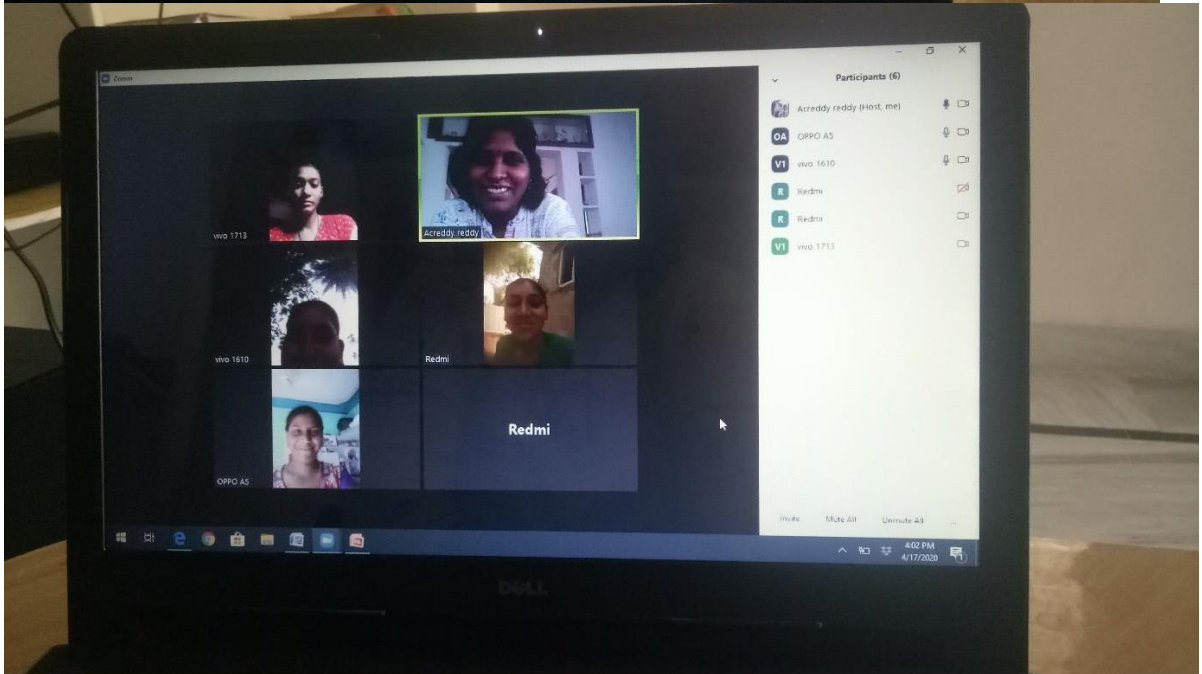 Zoom
Participants (6)
Acreddy reddy (Host, me)
OA OPPO A5
V1 vivo 1610
R Redmi
R Redmi
V1 vivo 1713
vivo 1713
Acreddy reddy
vivo 1610
Redmi
OPPO A5
Redmi
Invite Mute All Unmute All ...
4:02 PM
4/17/2020
1
DELL